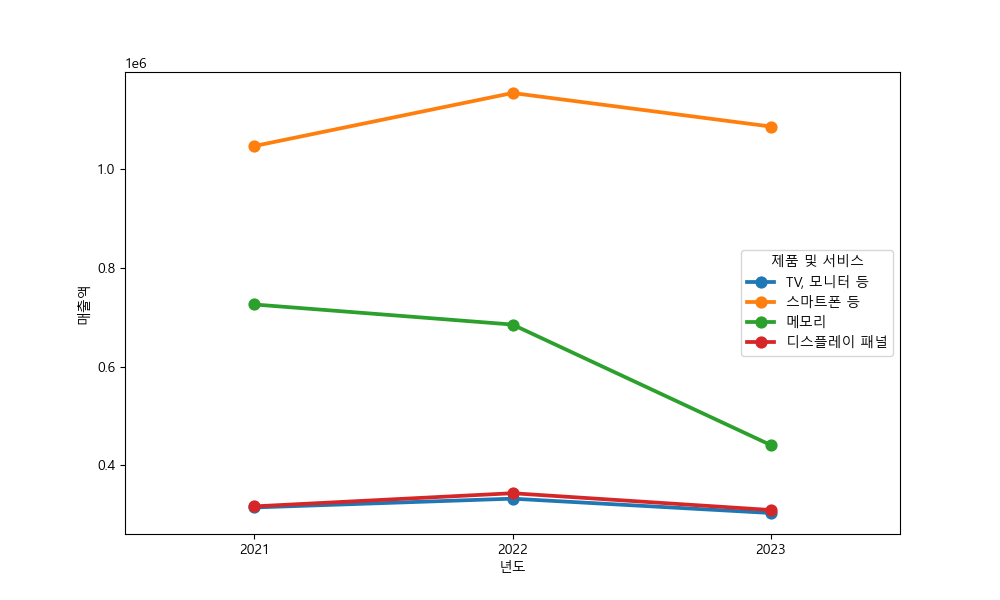 1e6
1.0
0.8
0.6
0.4
매출액
제품 및 서비스
TV, 모니터 등
스마트폰 등
메모리
디스플레이 패널
2021 2022 2023
년도